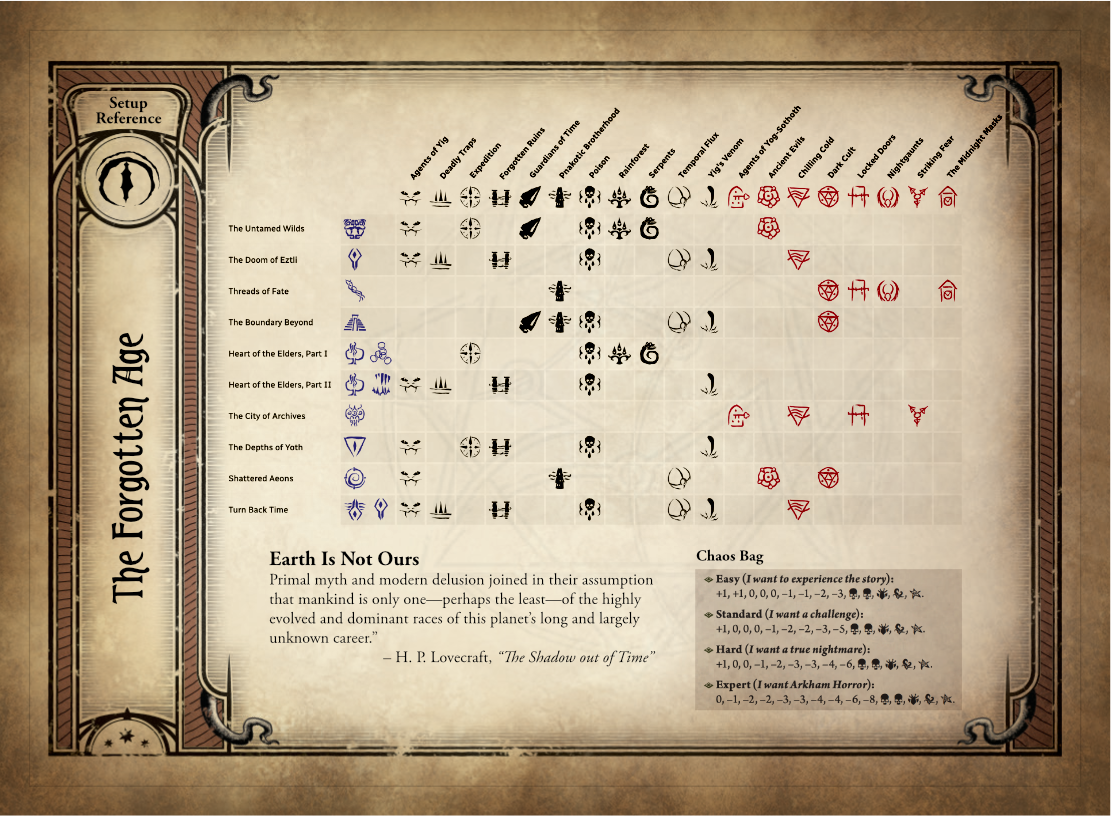 Setup
Reference
The Forgotten Age
Agents of Yig
Deadly Traps
Expedition
Forgotten Ruins
Guardians of Time
Pnakotic Brotherhood
Poison
Rainforest
Serpents
Temporal Flux
Yig's Venom
Agents of Yog-Sothoth
Ancient Evils
Chilling Cold
Dark Cult
Locked Doors
Nightgaunts
Striking Fear
The Midnight Masks
The Untamed Wilds
The Doom of Eztli
Threads of Fate
The Boundary Beyond
Heart of the Elders, Part I
Heart of the Elders, Part II
The City of Archives
The Depths of Yoth
Shattered Aeons
Turn Back Time
Earth Is Not Ours
Primal myth and modern delusion joined in their assumption
that mankind is only one—perhaps the least—of the highly
evolved and dominant races of this planet's long and largely
unknown career.”
– H. P. Lovecraft, “The Shadow out of Time”
Chaos Bag
Easy (I want to experience the story):
+1, +1, 0, 0, 0, –1, –1, –2, –3, , , , , .
Standard (I want a challenge):
+1, 0, 0, 0, –1, –2, –2, –3, –5, , , , , .
Hard (I want a true nightmare):
+1, 0, 0, –1, –2, –3, –3, –4, –6, , , , , .
Expert (I want Arkham Horror):
0, –1, –2, –2, –3, –3, –4, –4, –6, –8, , , , , .